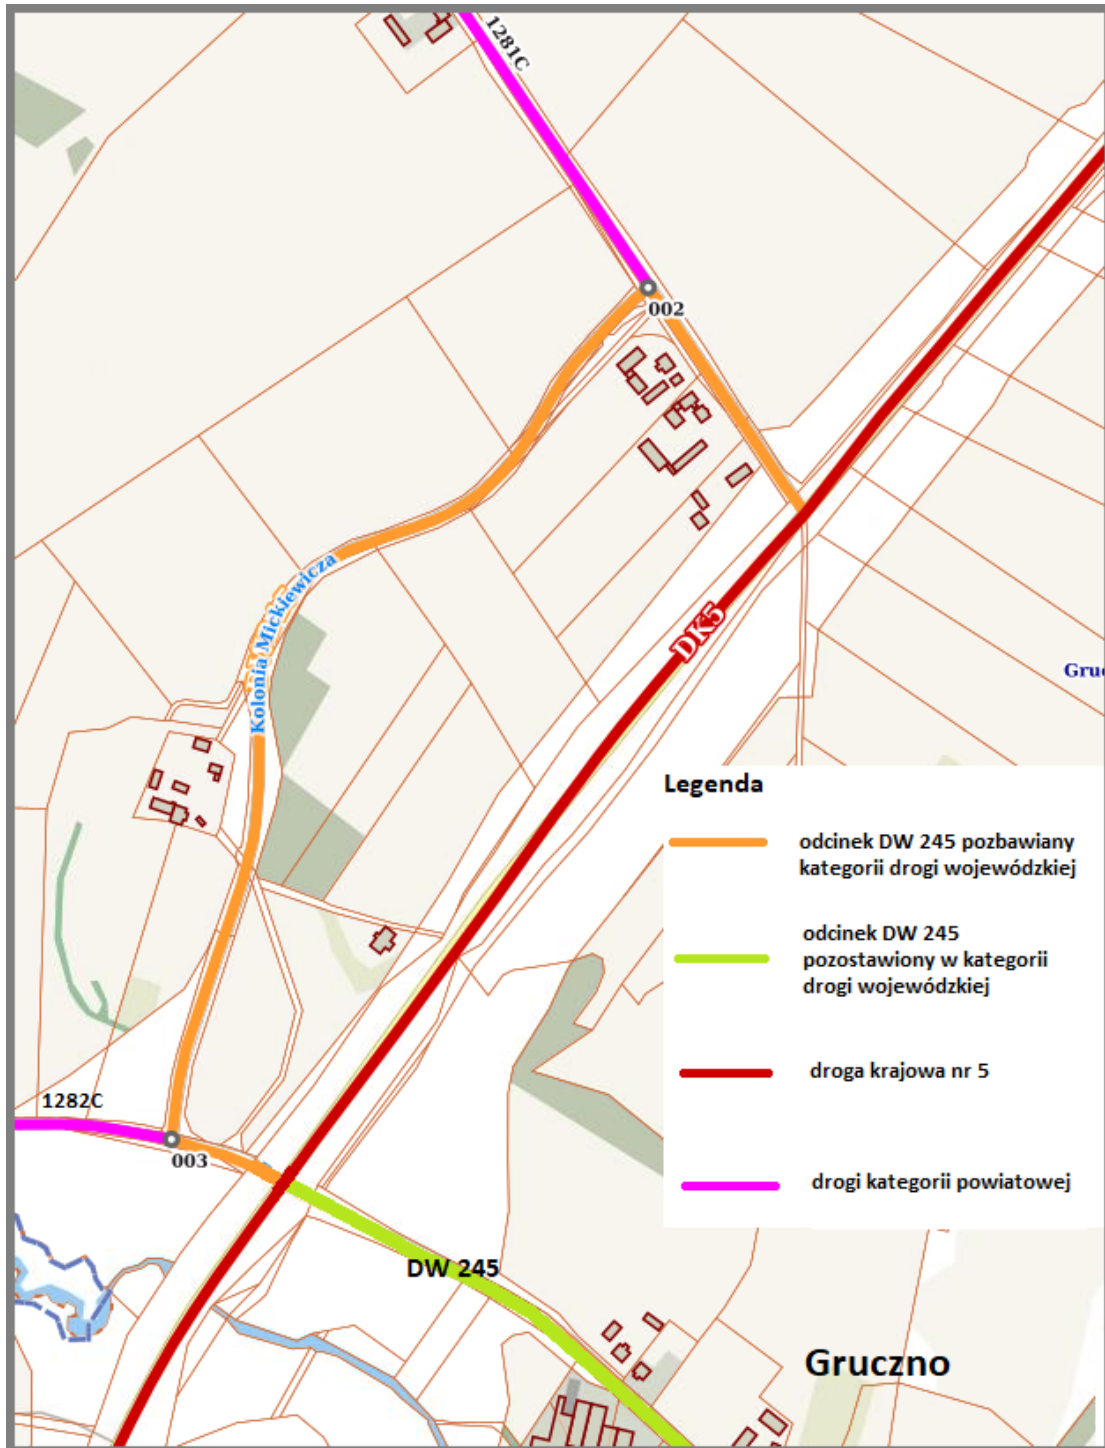 1281C
002
Kolonia Mickiewicza
DK5
Legenda
odcinek DW 245 pozbawiany
kategorii drogi wojewódzkiej
odcinek DW 245
pozostawiony w kategorii
drogi wojewódzkiej
droga krajowa nr 5
1282C
003
drogi kategorii powiatowej
DW 245
Gruczno